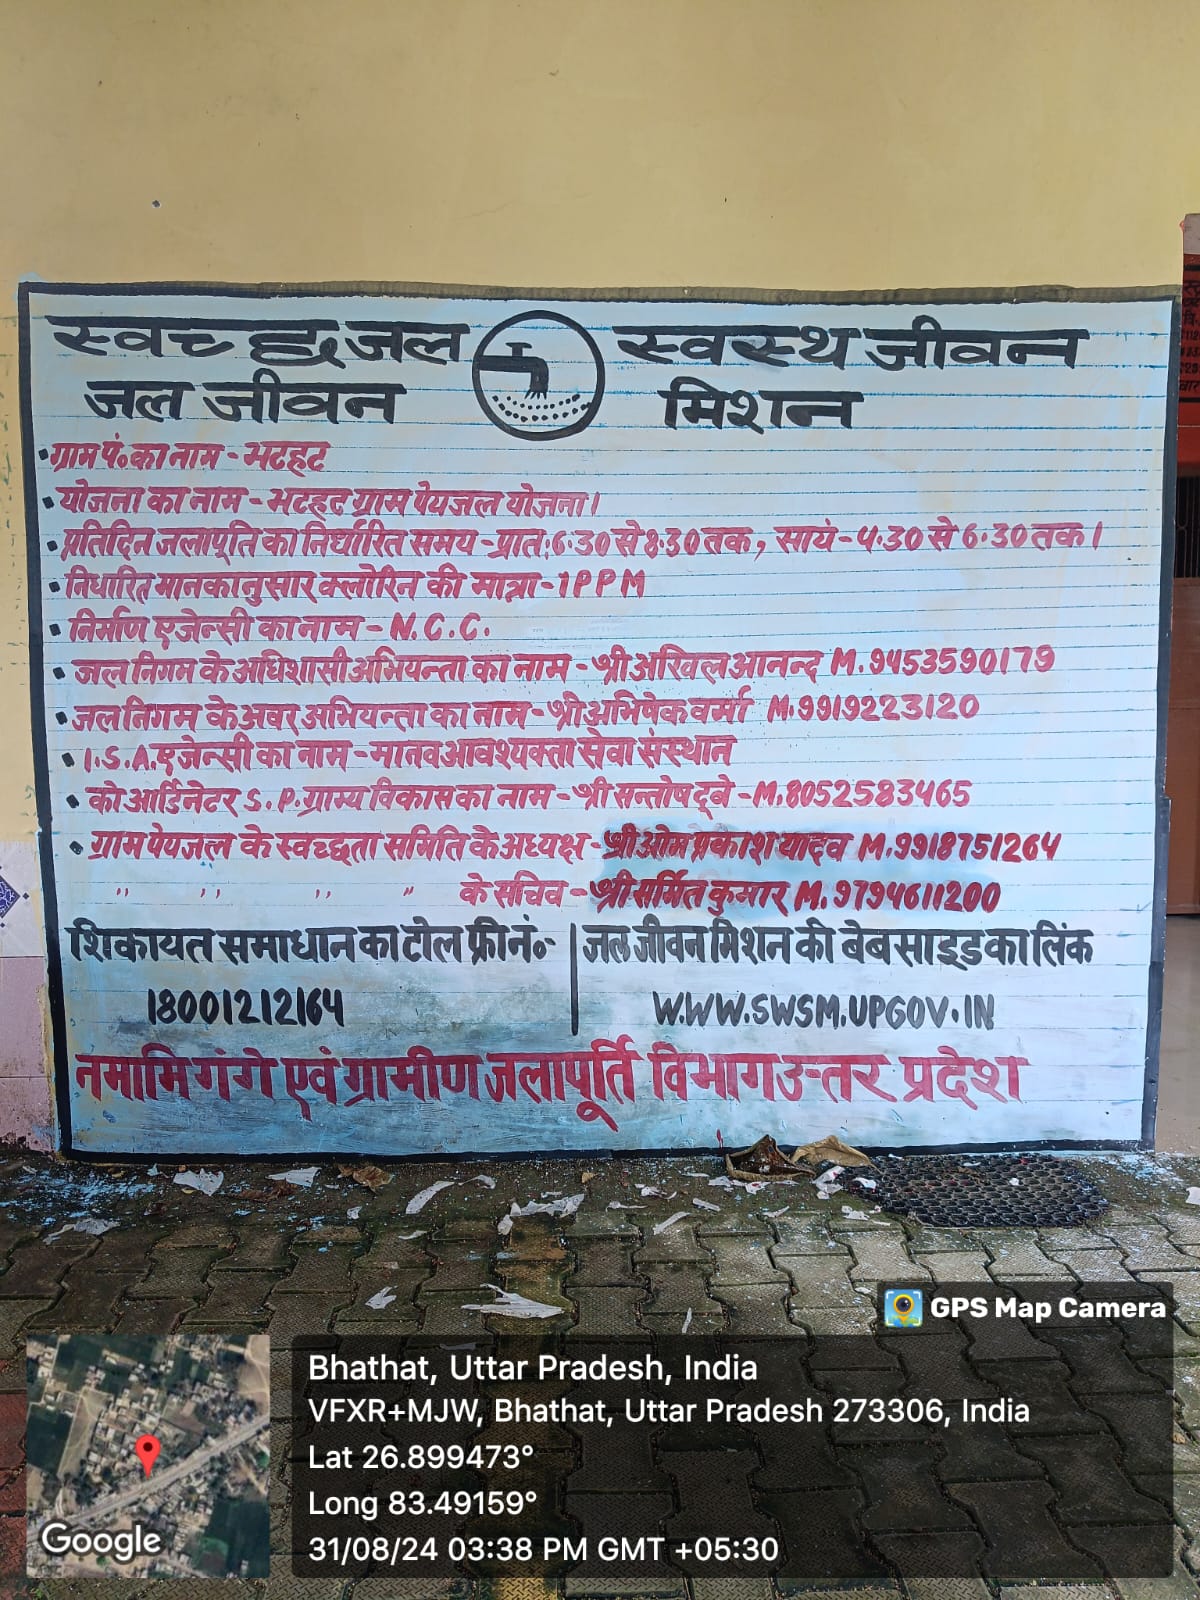 स्वच्छ जल स्वस्थ जीवन
जल जीवन मिशन
ग्राम पं० का नाम - भटहट
योजना का नाम - भटहट ग्राम पेयजल योजना।
प्रतिदिन जलापूति का निर्धारित समय - प्रात: 6.30 से 8.30 तक, सायं - 4.30 से 6.30 तक।
निधारित मानकानुसार क्लोरिन की मात्रा - 1 PPM
निर्माण एजेन्सी का नाम - N.C.C.
जल निगम के अधिशासी अभियन्ता का नाम - श्री अखिल आनन्द M. 9453590179
जल निगम के अबर अभियन्ता का नाम - श्री अभिषेक वर्मा M. 9919223120
I.S.A. एजेन्सी का नाम - मानव आवश्यक्ता सेवा संस्थान
को आर्डिनेटर S.P. ग्राम्य विकास का नाम - श्री सन्तोष दूबे - M. 8052583465
ग्राम पेयजल के स्वच्छता समिति के अध्यक्ष - श्री ओम प्रकाश यादव M. 9918751264
" " " " के सचिव - श्री सर्मित कुमार M. 9794611200
शिकायत समाधान का टोल फ्री नं०- जल जीवन मिशन की बेबसाइड का लिंक
18001212164 WWW.SWSM.UPGOV.IN
नमामि गंगे एवं ग्रामीण जलापूर्ति विभाग उत्तर प्रदेश
GPS Map Camera
Bhathat, Uttar Pradesh, India
VFXR+MJW, Bhathat, Uttar Pradesh 273306, India
Lat 26.899473°
Long 83.49159°
31/08/24 03:38 PM GMT +05:30
Google